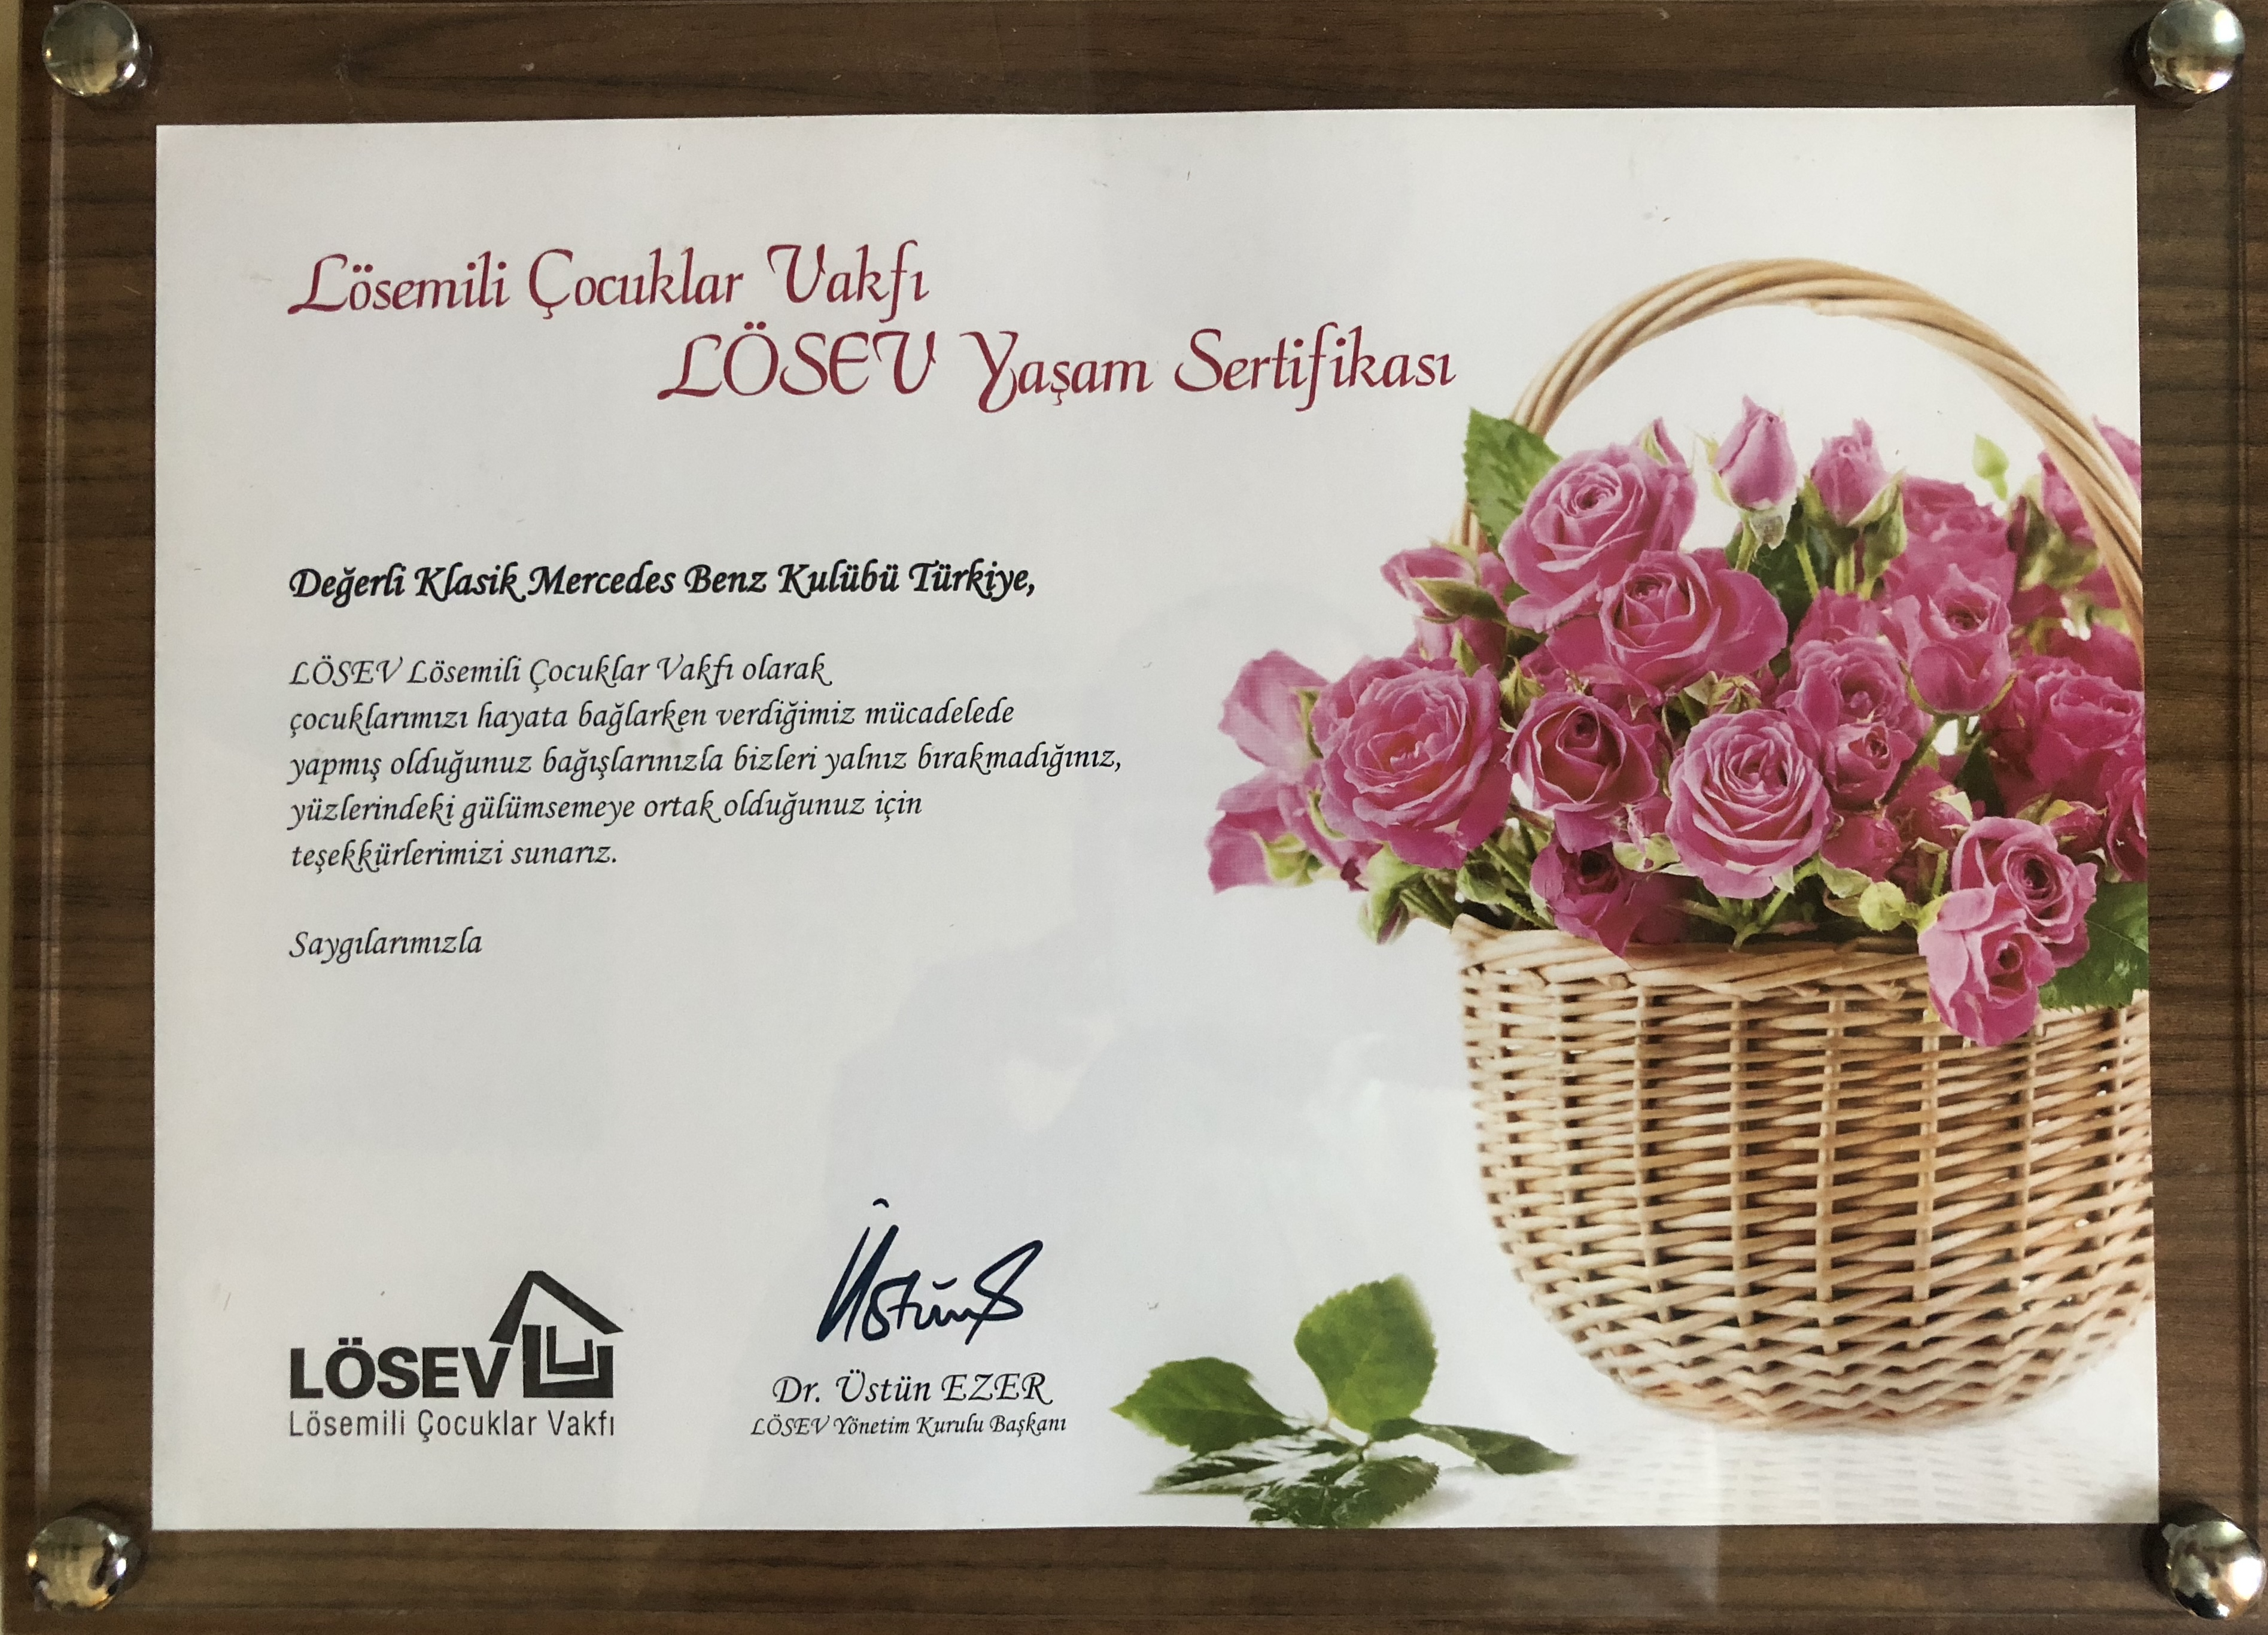 Lösemili Çocuklar Vakfı
LÖSEV Yaşam Sertifikası
Değerli Klasik Mercedes Benz Kulübü Türkiye,
LÖSEV Lösemili Çocuklar Vakfı olarak
çocuklarımızı hayata bağlarken verdiğimiz mücadelede
yapmış olduğunuz bağışlarınızla bizleri yalnız bırakmadığınız,
yüzlerindeki gülümsemeye ortak olduğunuz için
teşekkürlerimizi sunarız.
Saygılarımızla
LÖSEV
Lösemili Çocuklar Vakfı
Üstün
Dr. Üstün EZER
LÖSEV Yönetim Kurulu Başkanı